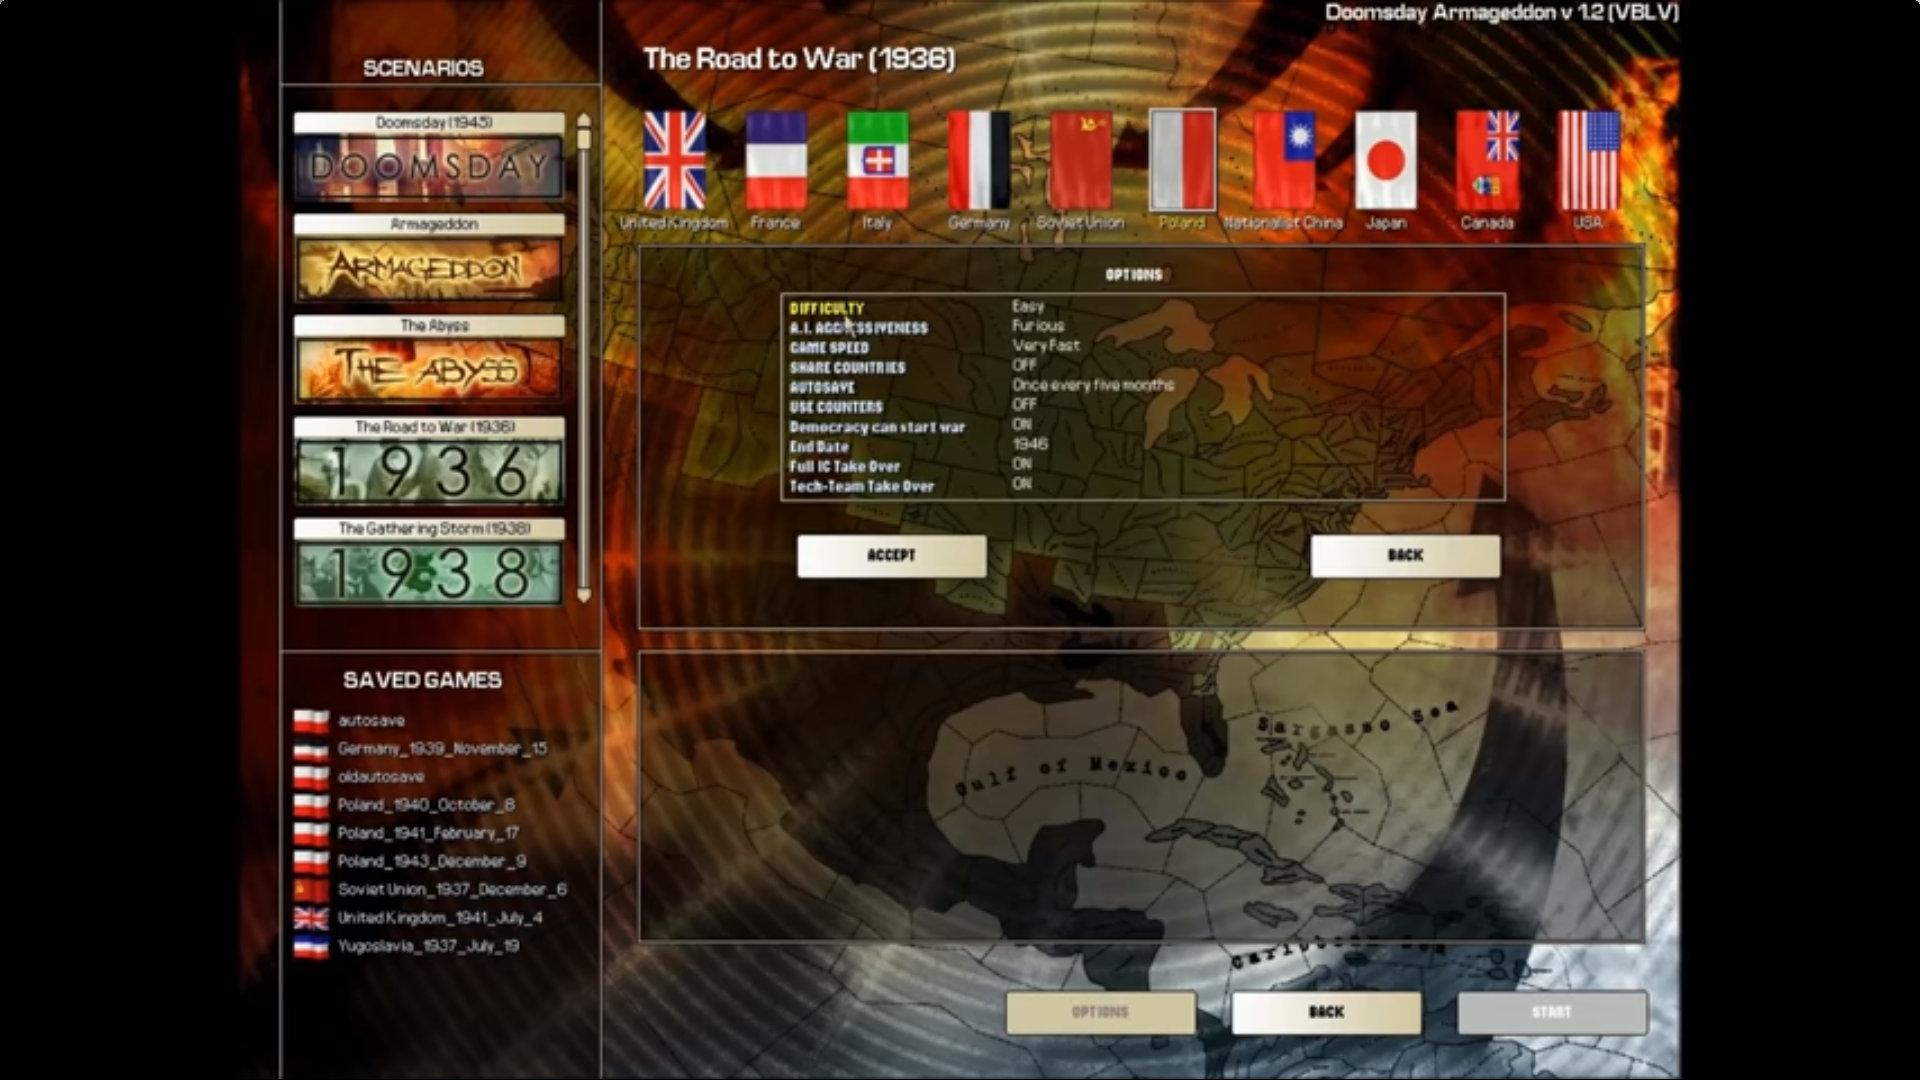 Doomsday Armageddon v 1.2 (VBLV)
SCENARIOS
The Road to War (1936)
Doomsday (1945)
DOOMSDAY
Armageddon
ARMAGEDDON
The Abyss
THE ABYSS
The Road to War (1936)
1936
The Gathering Storm (1938)
1938
United Kingdom France Italy Germany Soviet Union Poland Nationalist China Japan Canada USA
OPTIONS
DIFFICULTY Easy
A.I. AGGRESSIVENESS Furious
GAME SPEED Very Fast
SHARE COUNTRIES OFF
AUTOSAVE Once every five months
USE COUNTERS OFF
Democracy can start war ON
End Date 1946
Full IC Take Over ON
Tech-Team Take Over ON
ACCEPT BACK
SAVED GAMES
autosave
Germany_1939_November_15
oldautosave
Poland_1940_October_8
Poland_1941_February_17
Poland_1943_December_9
Soviet Union_1937_December_6
United Kingdom_1941_July_4
Yugoslavia_1937_July_19
Sargasso Sea
Gulf of Mexico
Caribbean Sea
OPTIONS BACK START